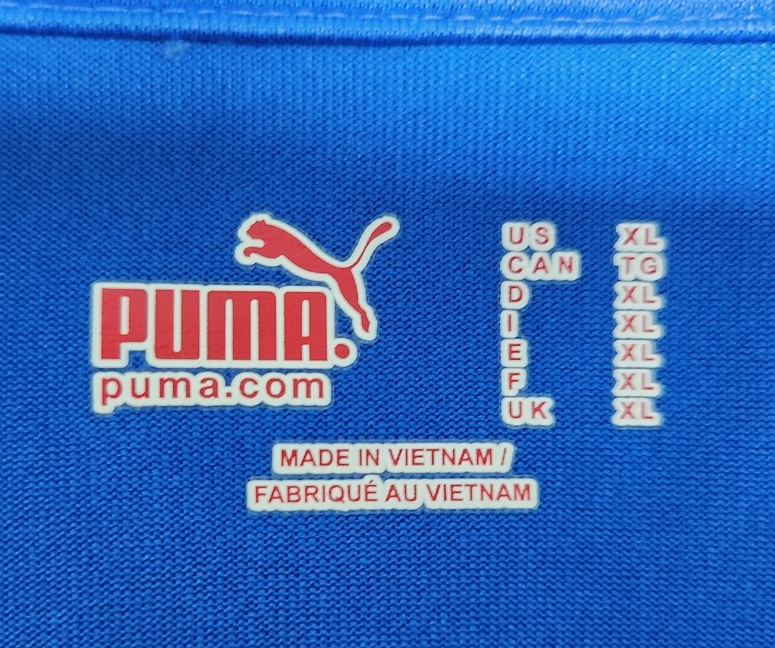 PUMA.
puma.com
US XL
CAN TG
D XL
I XL
E XL
F XL
UK XL
MADE IN VIETNAM /
FABRIQUÉ AU VIETNAM